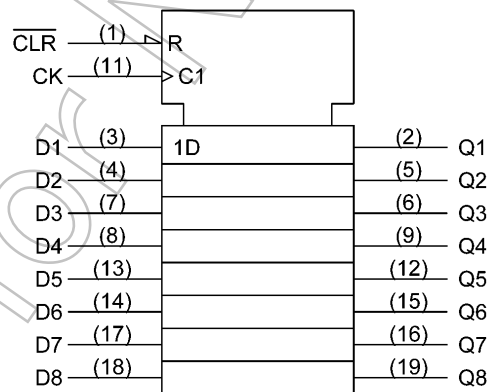 C̅L̅R̅ (1) R
CK (11) C1
D1 (3) 1D (2) Q1
D2 (4) (5) Q2
D3 (7) (6) Q3
D4 (8) (9) Q4
D5 (13) (12) Q5
D6 (14) (15) Q6
D7 (17) (16) Q7
D8 (18) (19) Q8